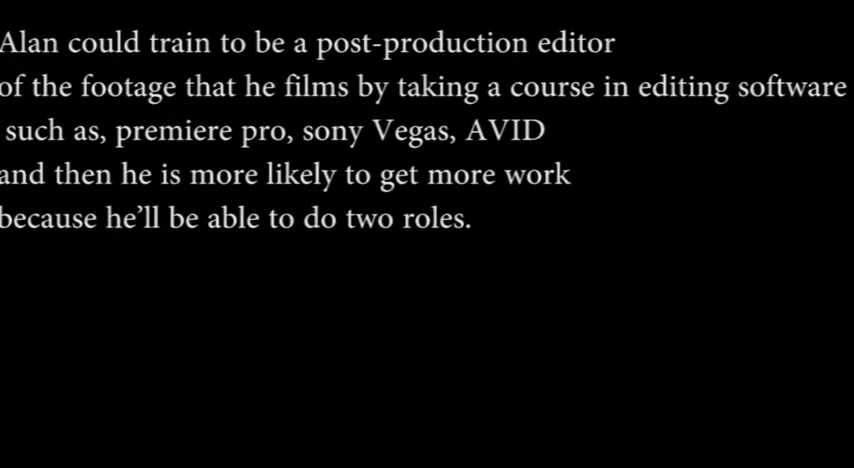 Alan could train to be a post-production editor
of the footage that he films by taking a course in editing software
such as, premiere pro, sony Vegas, AVID
and then he is more likely to get more work
because he’ll be able to do two roles.